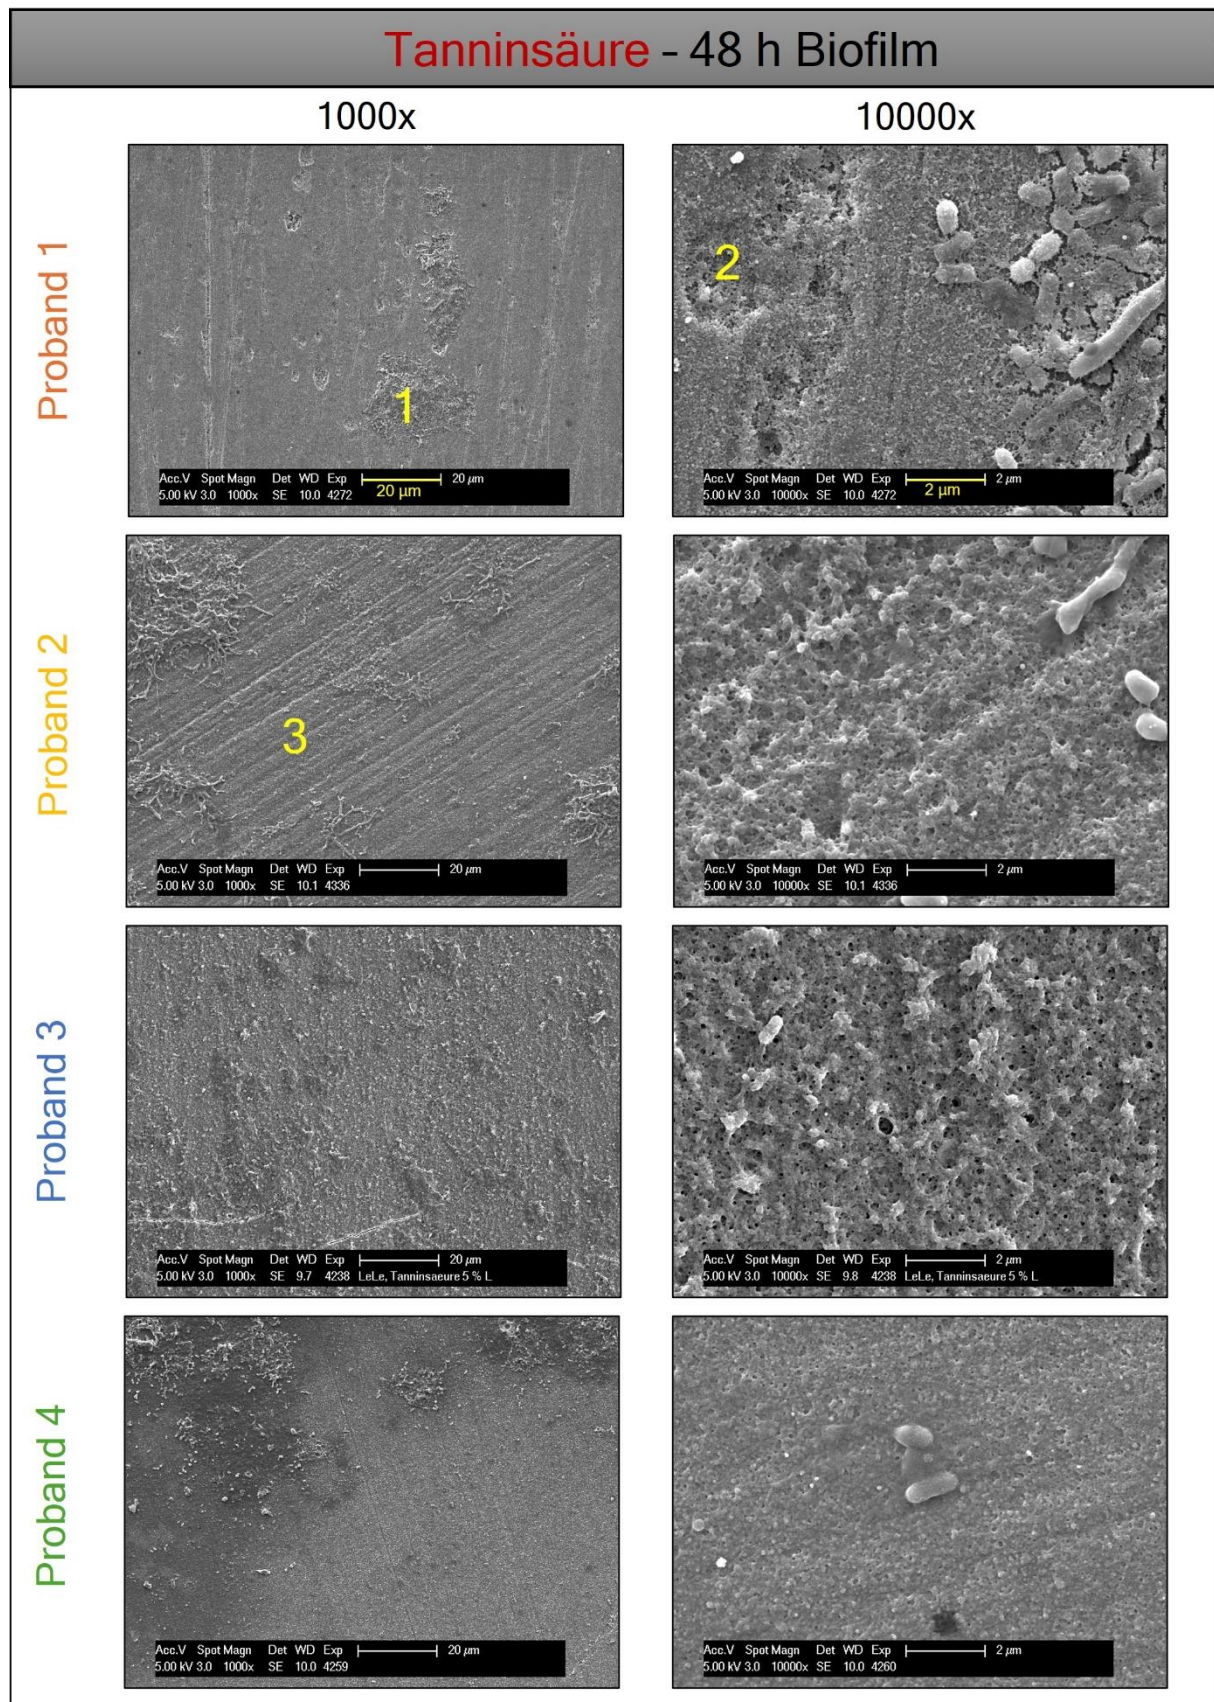 Tanninsäure - 48 h Biofilm
1000x 10000x
Proband 1
1
Acc.V Spot Magn Det WD Exp 20 µm
5.00 kV 3.0 1000x SE 10.0 4272 20 µm
2
Acc.V Spot Magn Det WD Exp 2 µm
5.00 kV 3.0 10000x SE 10.0 4272 2 µm
Proband 2
3
Acc.V Spot Magn Det WD Exp 20 µm
5.00 kV 3.0 1000x SE 10.1 4336
Acc.V Spot Magn Det WD Exp 2 µm
5.00 kV 3.0 10000x SE 10.1 4336
Proband 3
Acc.V Spot Magn Det WD Exp 20 µm
5.00 kV 3.0 1000x SE 9.7 4238 LeLe, Tanninsaeure 5 % L
Acc.V Spot Magn Det WD Exp 2 µm
5.00 kV 3.0 10000x SE 9.8 4238 LeLe, Tanninsaeure 5 % L
Proband 4
Acc.V Spot Magn Det WD Exp 20 µm
5.00 kV 3.0 1000x SE 10.0 4259
Acc.V Spot Magn Det WD Exp 2 µm
5.00 kV 3.0 10000x SE 10.0 4260